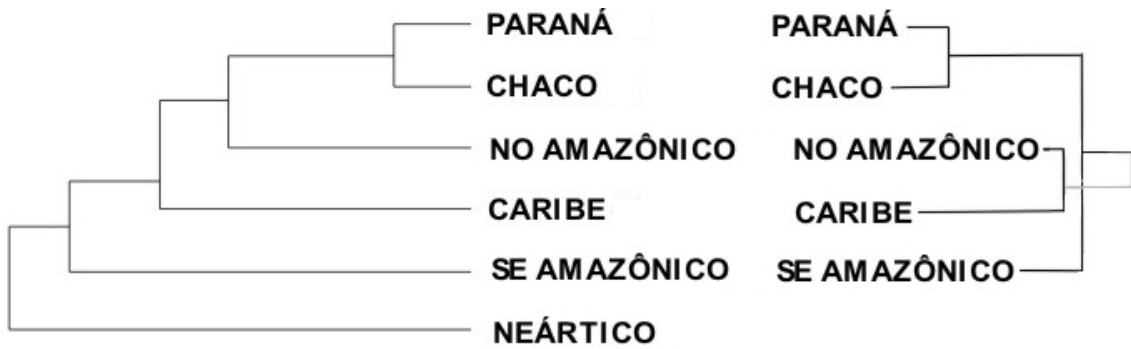 PARANÁ PARANÁ
CHACO CHACO
NO AMAZÔNICO NO AMAZÔNICO
CARIBE CARIBE
SE AMAZÔNICO SE AMAZÔNICO
NEÁRTICO